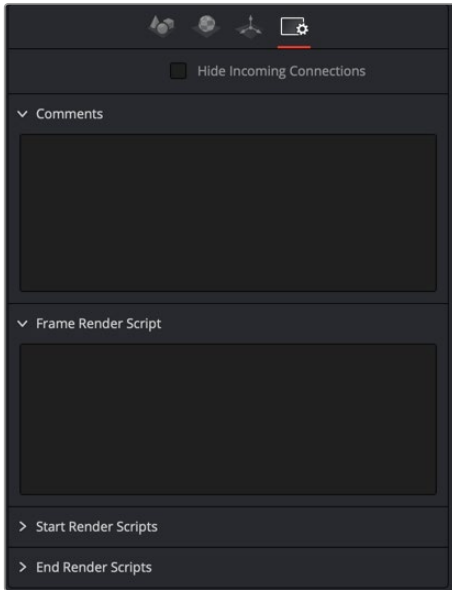 Hide Incoming Connections
Comments
Frame Render Script
Start Render Scripts
End Render Scripts